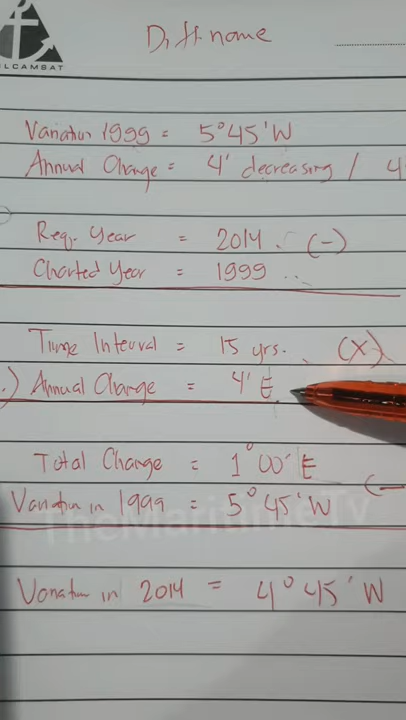 LCAMBAT
Diff. name
Variation 1999 = 5°45'W
Annual Change = 4' decreasing / 4
Req. Year = 2014. (-)
Charted Year = 1999
Time Interval = 15 yrs. (X)
.) Annual Change = 4' E
Total Change = 1°00' E
Variation in 1999 = 5°45'W
TheMaritimeTv
Variation in 2014 = 4°45'W